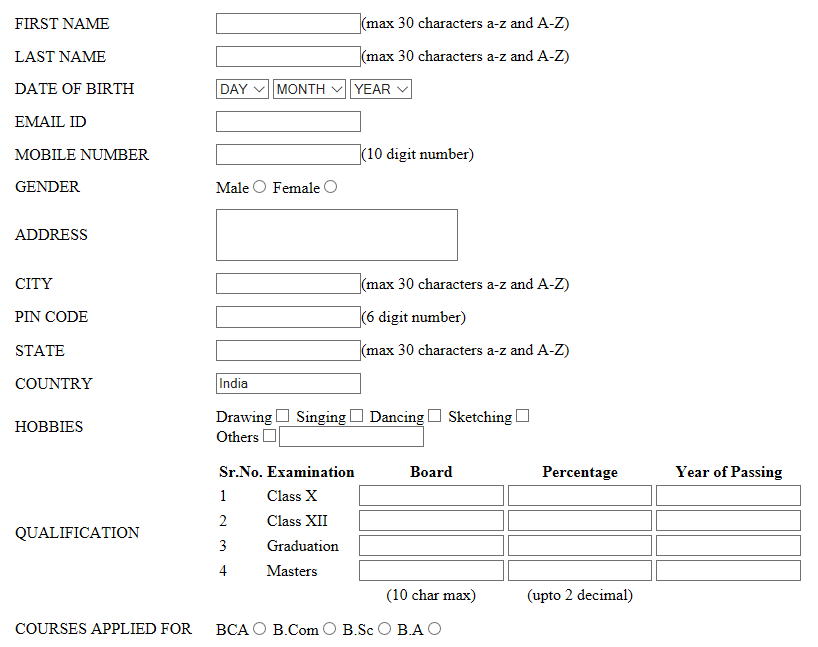 FIRST NAME (max 30 characters a-z and A-Z)
LAST NAME (max 30 characters a-z and A-Z)
DATE OF BIRTH DAY MONTH YEAR
EMAIL ID
MOBILE NUMBER (10 digit number)
GENDER Male Female
ADDRESS
CITY (max 30 characters a-z and A-Z)
PIN CODE (6 digit number)
STATE (max 30 characters a-z and A-Z)
COUNTRY India
HOBBIES
Drawing Singing Dancing Sketching
Others
QUALIFICATION
Sr.No. Examination Board Percentage Year of Passing
1 Class X
2 Class XII
3 Graduation
4 Masters
(10 char max) (upto 2 decimal)
COURSES APPLIED FOR BCA B.Com B.Sc B.A